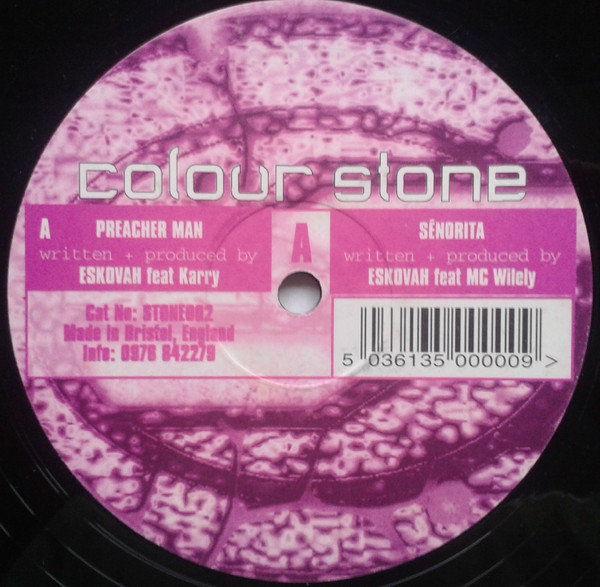 colour stone
A PREACHER MAN
written + produced by
ESKOVAH feat Karry
A
SÉNORITA
written + produced by
ESKOVAH feat MC Wilely
Cat No: STONE002
Made in Bristol, England
Info: 0976 642279
5 036135 000009 >